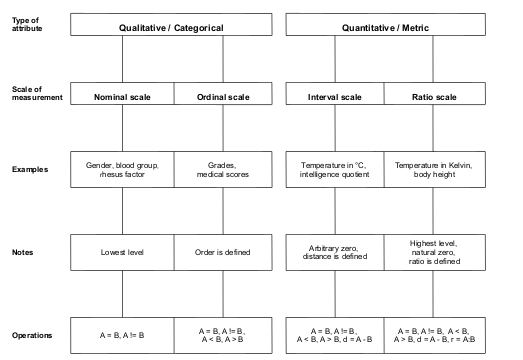 Type of
attribute
Qualitative / Categorical
Quantitative / Metric
Scale of
measurement
Nominal scale
Ordinal scale
Interval scale
Ratio scale
Examples
Gender, blood group,
rhesus factor
Grades,
medical scores
Temperature in °C,
intelligence quotient
Temperature in Kelvin,
body height
Notes
Lowest level
Order is defined
Arbitrary zero,
distance is defined
Highest level,
natural zero,
ratio is defined
Operations
A = B, A != B
A = B, A != B,
A < B, A > B
A = B, A != B,
A < B, A > B, d = A - B
A = B, A != B, A < B,
A > B, d = A - B, r = A:B